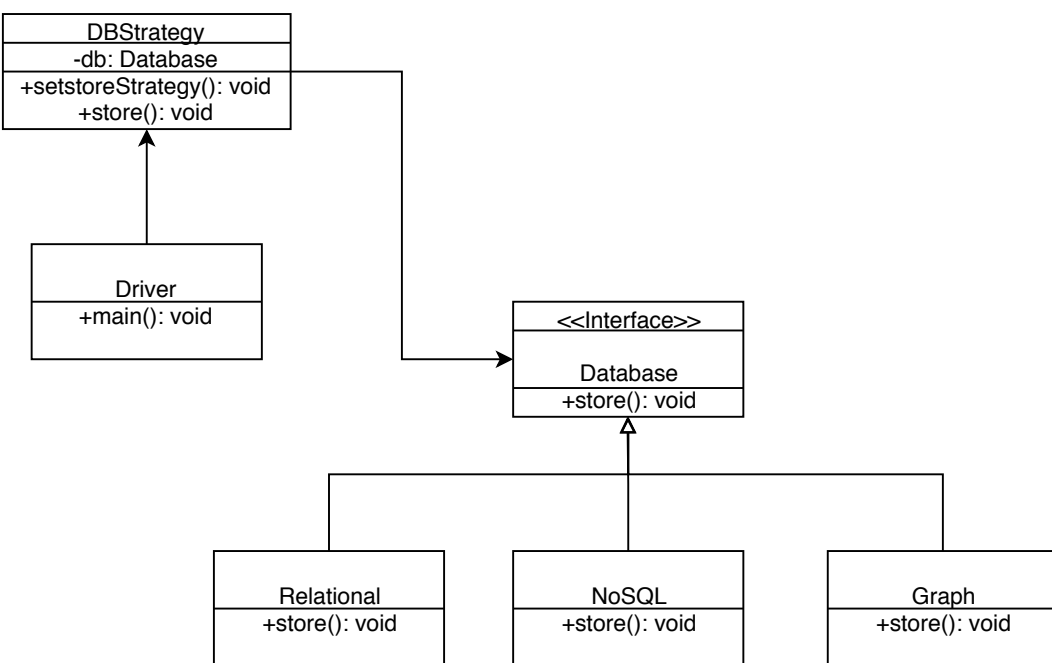 DBStrategy
-db: Database
+setstoreStrategy(): void
+store(): void
Driver
+main(): void
<<Interface>>
Database
+store(): void
Relational
+store(): void
NoSQL
+store(): void
Graph
+store(): void